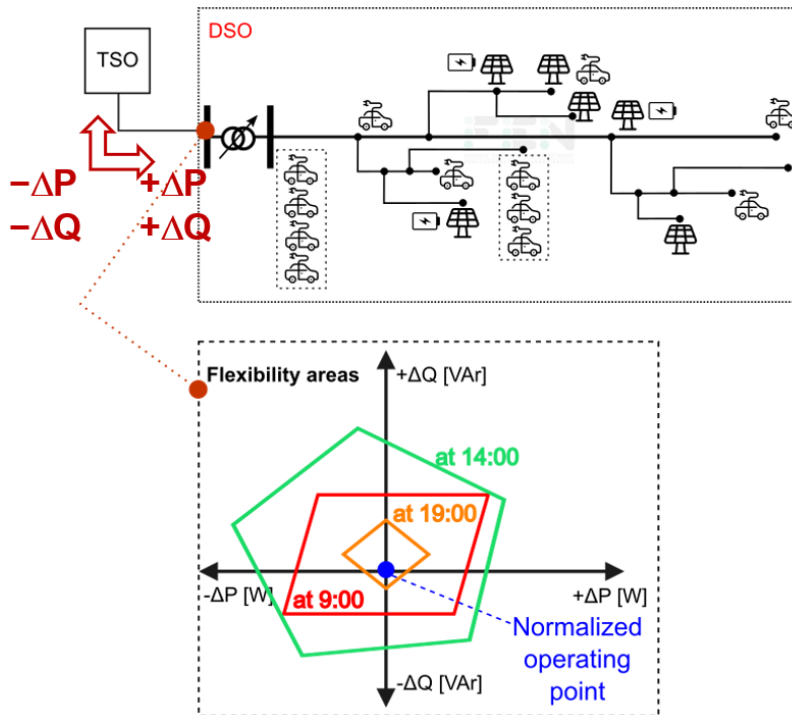 DSO
TSO
−ΔP +ΔP
−ΔQ +ΔQ
Flexibility areas
+ΔQ [VAr]
at 14:00
at 19:00
-ΔP [W]
at 9:00
+ΔP [W]
Normalized
operating
point
-ΔQ [VAr]